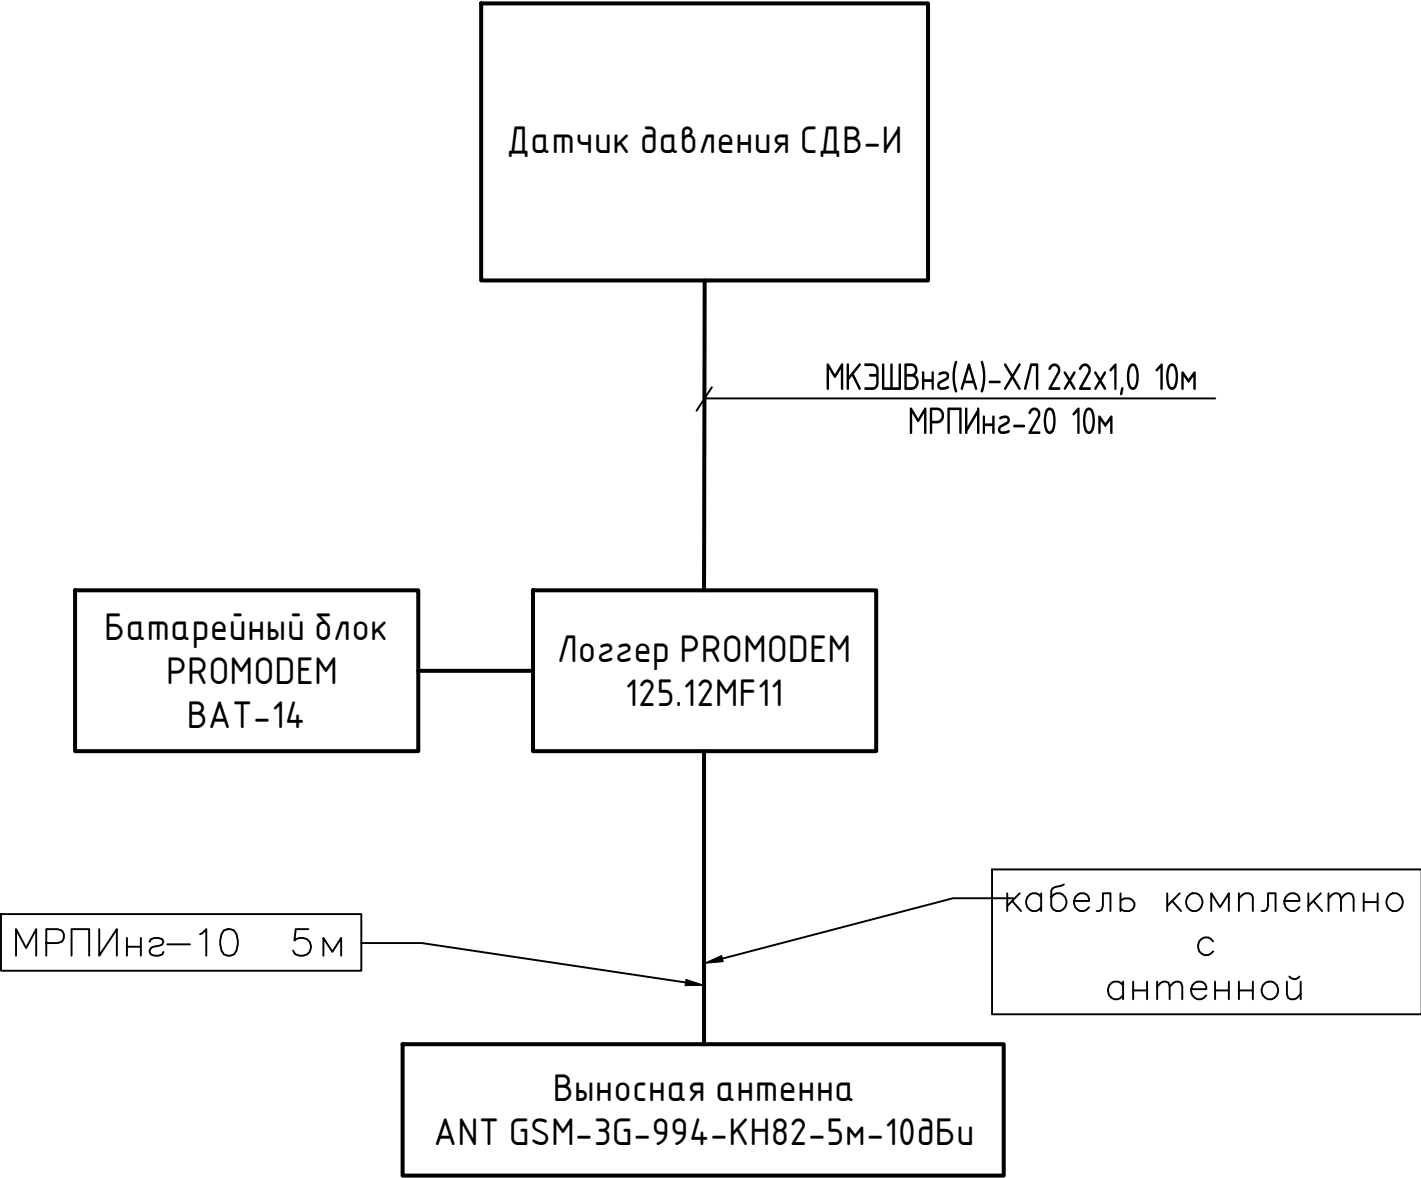 Датчик давления СДВ-И
МКЭШВнг(А)-ХЛ 2х2х1,0 10м
МРПИнг-20 10м
Батарейный блок
PROMODEM
BAT-14
Логгер PROMODEM
125.12MF11
МРПИнг-10 5м
кабель комплектно
с
антенной
Выносная антенна
ANT GSM-3G-994-KH82-5м-10дБи